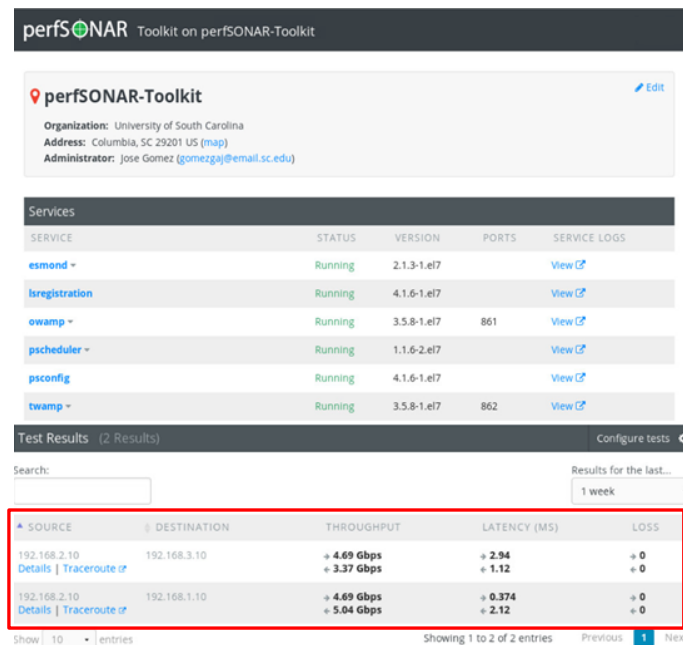 perfSONAR Toolkit on perfSONAR-Toolkit
perfSONAR-Toolkit
Edit
Organization: University of South Carolina
Address: Columbia, SC 29201 US (map)
Administrator: Jose Gomez (gomezgaj@email.sc.edu)
Services
SERVICE STATUS VERSION PORTS SERVICE LOGS
esmond Running 2.1.3-1.el7 View
lsregistration Running 4.1.6-1.el7 View
owamp Running 3.5.8-1.el7 861 View
pscheduler Running 1.1.6-2.el7 View
psconfig Running 4.1.6-1.el7 View
twamp Running 3.5.8-1.el7 862 View
Test Results (2 Results) Configure tests
Search: Results for the last...
1 week
SOURCE DESTINATION THROUGHPUT LATENCY (MS) LOSS
192.168.2.10 192.168.3.10 → 4.69 Gbps → 2.94 → 0
Details | Traceroute ← 3.37 Gbps ← 1.12 ← 0
192.168.2.10 192.168.1.10 → 4.69 Gbps → 0.374 → 0
Details | Traceroute ← 5.04 Gbps ← 2.12 ← 0
Show 10 entries Showing 1 to 2 of 2 entries Previous 1 Nex